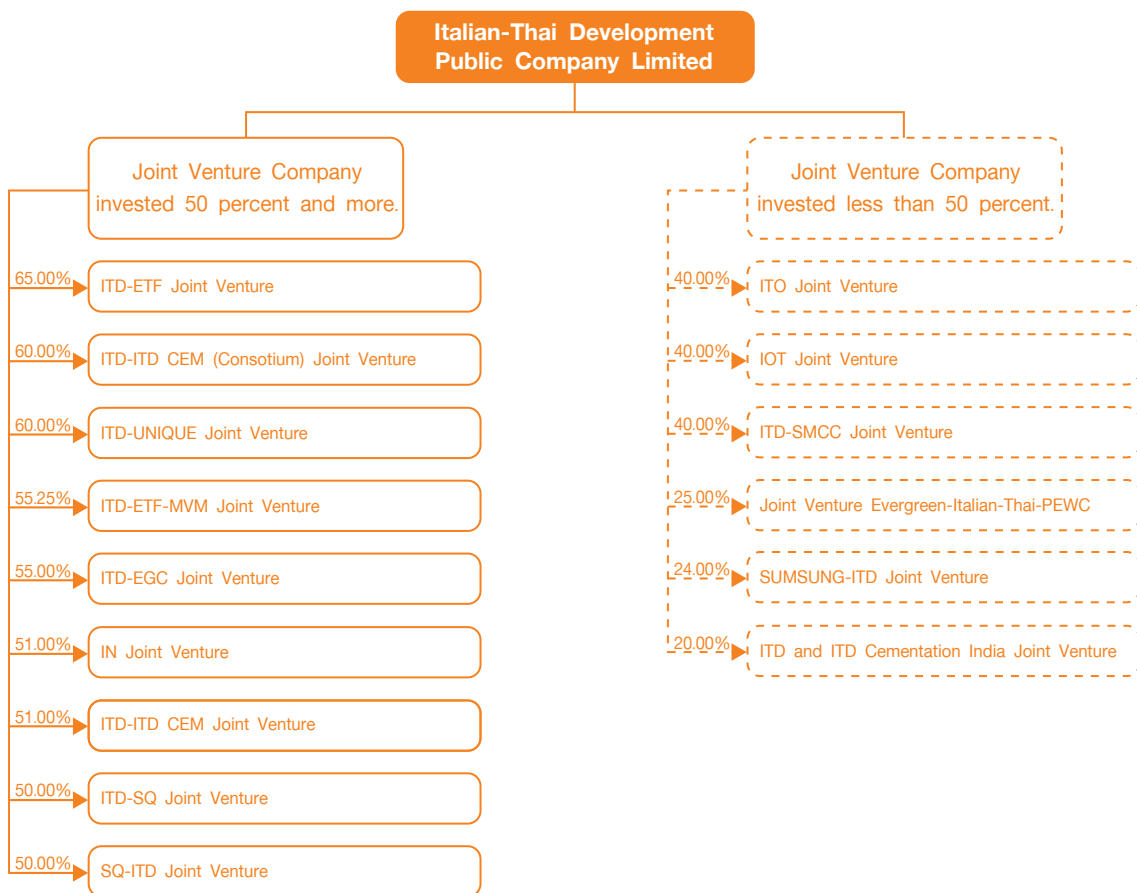 Italian-Thai Development
Public Company Limited
Joint Venture Company
invested 50 percent and more.
65.00%
ITD-ETF Joint Venture
60.00%
ITD-ITD CEM (Consotium) Joint Venture
60.00%
ITD-UNIQUE Joint Venture
55.25%
ITD-ETF-MVM Joint Venture
55.00%
ITD-EGC Joint Venture
51.00%
IN Joint Venture
51.00%
ITD-ITD CEM Joint Venture
50.00%
ITD-SQ Joint Venture
50.00%
SQ-ITD Joint Venture
Joint Venture Company
invested less than 50 percent.
40.00%
ITO Joint Venture
40.00%
IOT Joint Venture
40.00%
ITD-SMCC Joint Venture
25.00%
Joint Venture Evergreen-Italian-Thai-PEWC
24.00%
SUMSUNG-ITD Joint Venture
20.00%
ITD and ITD Cementation India Joint Venture